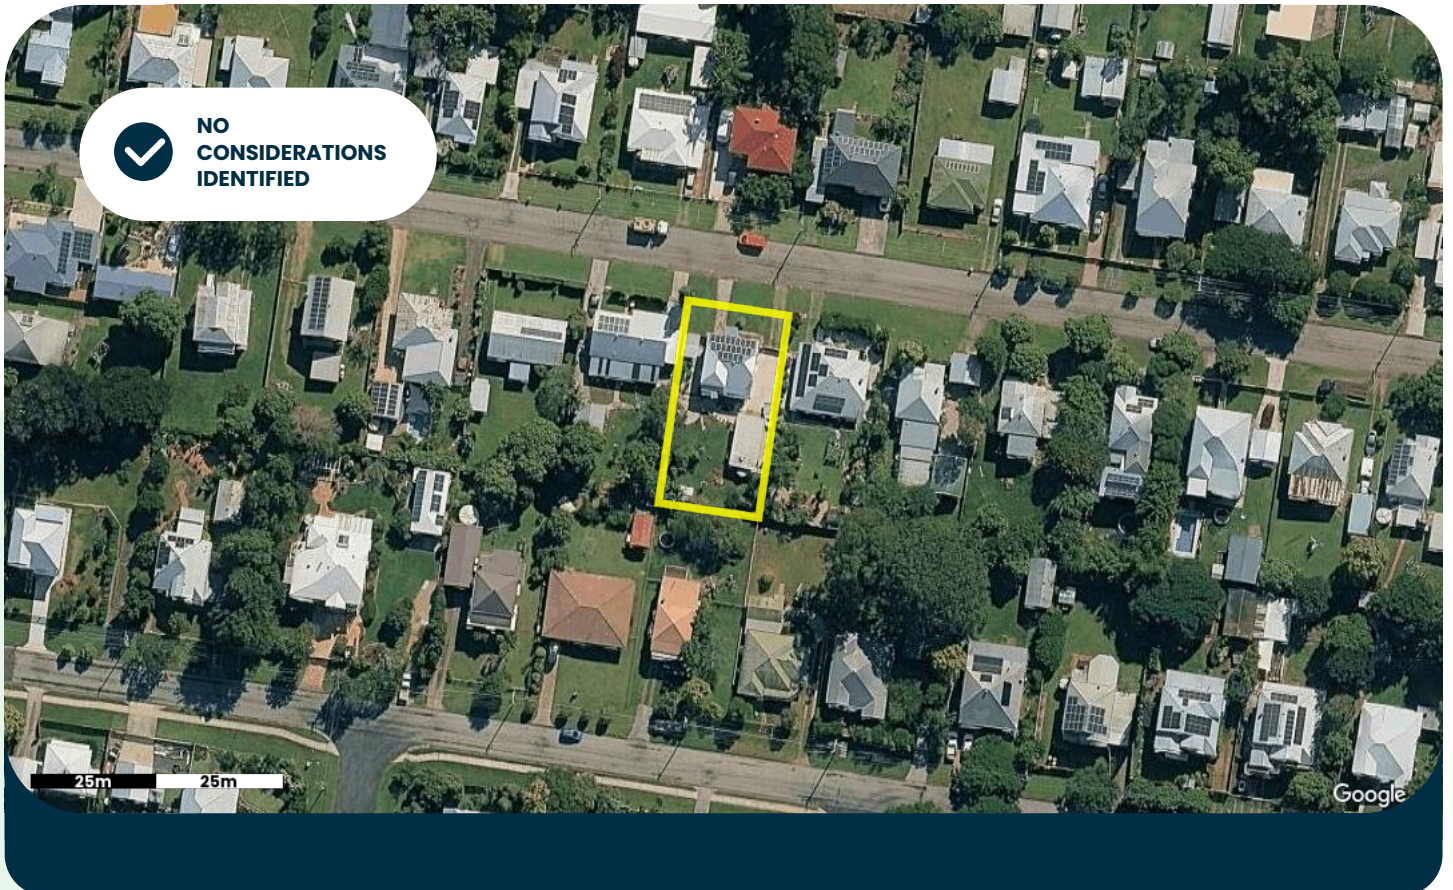 NO
CONSIDERATIONS
IDENTIFIED
25m 25m
Google